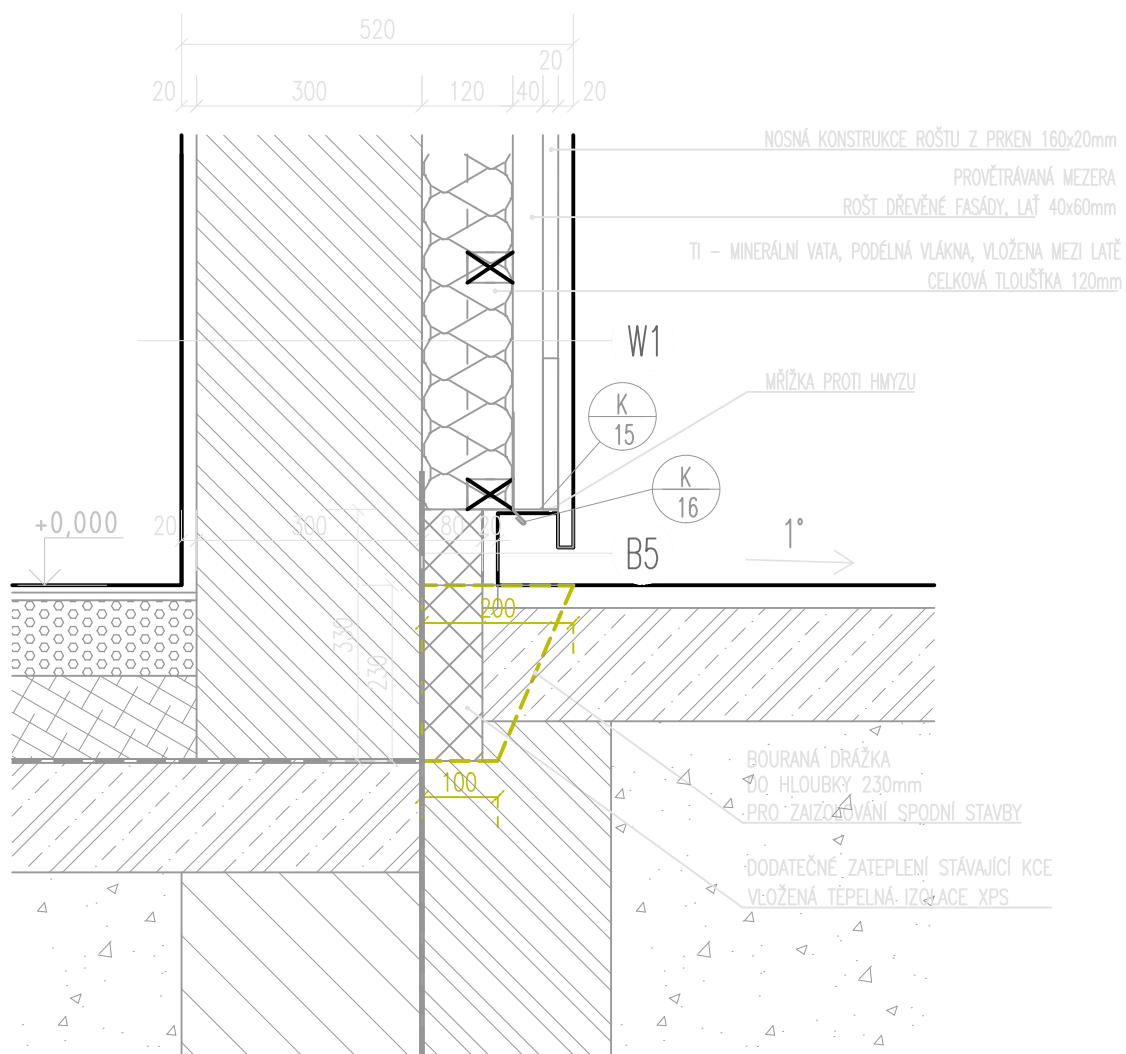 520
20
20 300 120 40 20
NOSNÁ KONSTRUKCE ROŠTU Z PRKEN 160x20mm
PROVĚTRÁVANÁ MEZERA
ROŠT DŘEVĚNÉ FASÁDY, LAŤ 40x60mm
TI – MINERÁLNÍ VATA, PODÉLNÁ VLÁKNA, VLOŽENA MEZI LATĚ
CELKOVÁ TLOUŠŤKA 120mm
W1
MŘÍŽKA PROTI HMYZU
K
15
K
16
+0,000
20 300 80 20
1°
B5
200
330
230
100
BOURANÁ DRÁŽKA
DO HLOUBKY 230mm
PRO ZAIZOLOVÁNÍ SPODNÍ STAVBY
DODATEČNÉ ZATEPLENÍ STÁVAJÍCÍ KCE
VLOŽENÁ TEPELNÁ IZOLACE XPS